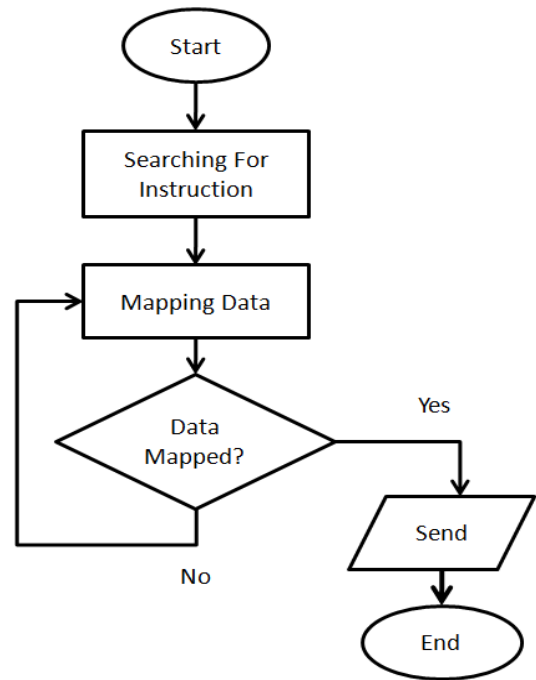 Start
Searching For
Instruction
Mapping Data
Data
Mapped?
Yes
No
Send
End